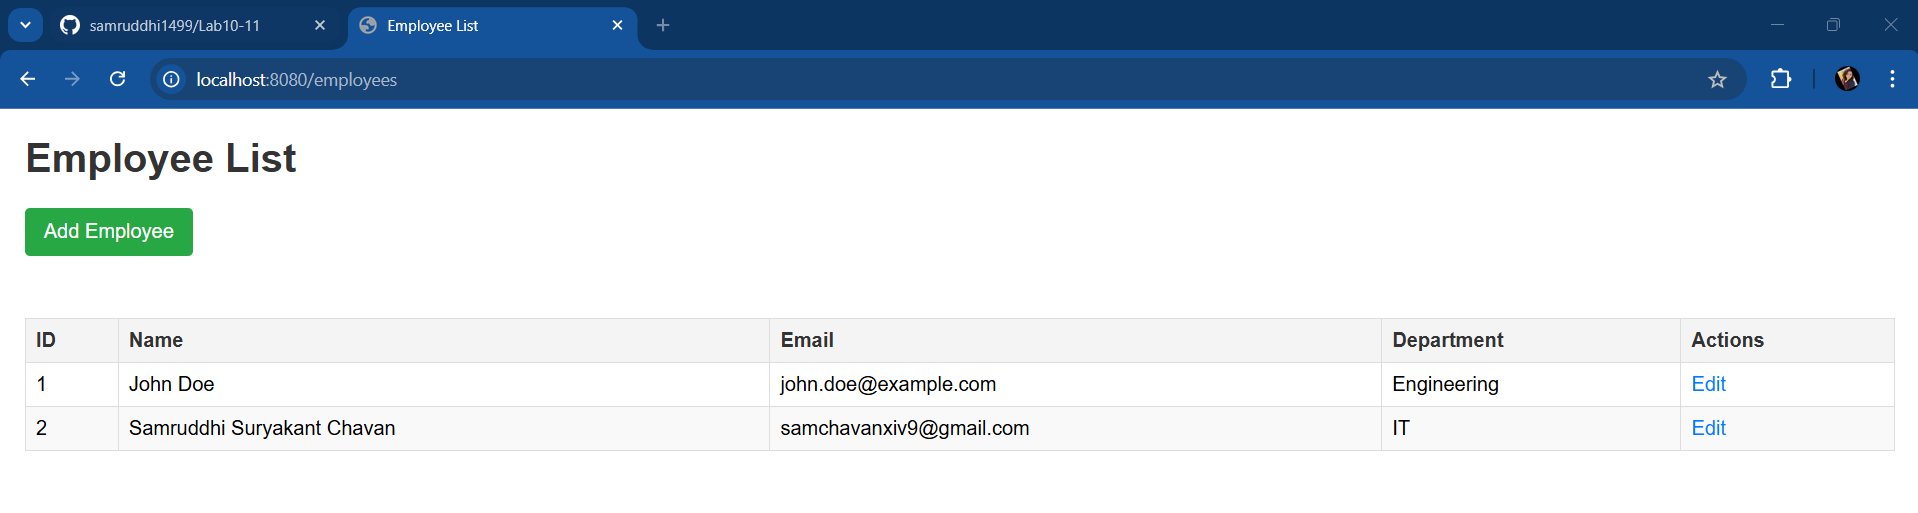 samruddhi1499/Lab10-11
Employee List
localhost:8080/employees
Employee List
Add Employee
ID Name Email Department Actions
1 John Doe john.doe@example.com Engineering Edit
2 Samruddhi Suryakant Chavan samchavanxiv9@gmail.com IT Edit